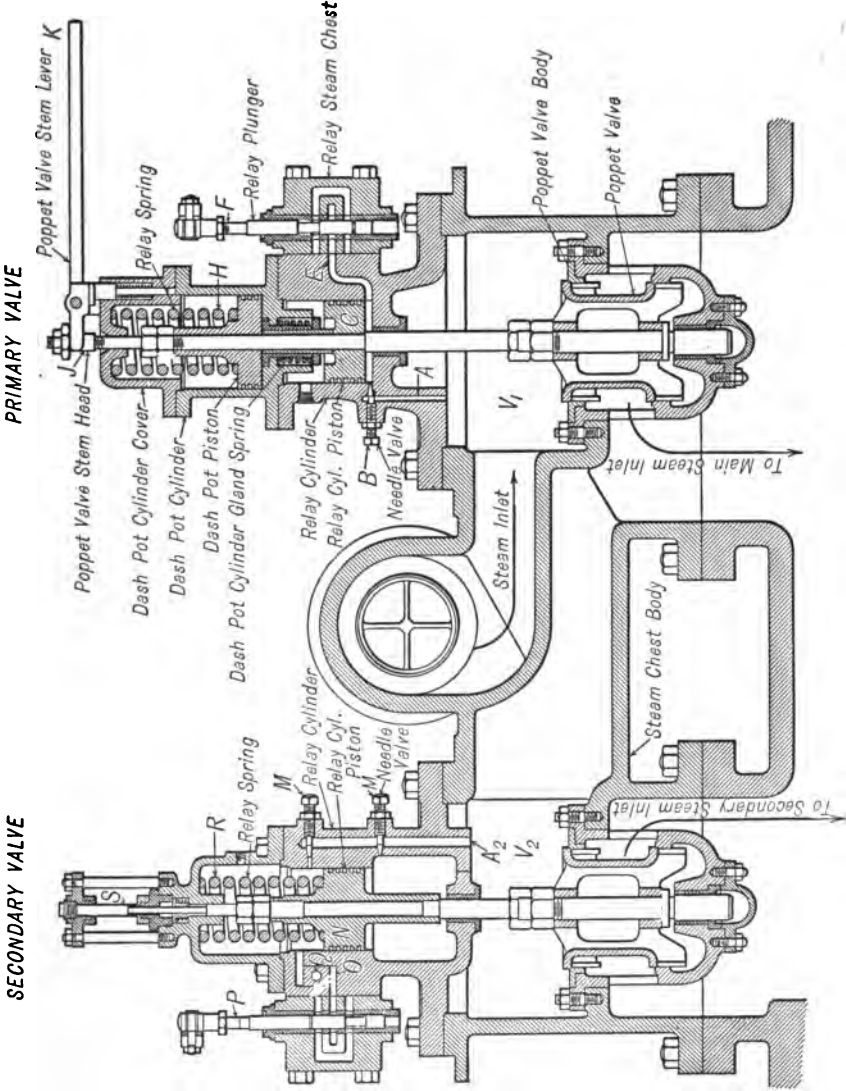 SECONDARY VALVE
PRIMARY VALVE
Poppet Valve Stem Lever K
J
Poppet Valve Stem Head
Dash Pot Cylinder Cover
Dash Pot Cylinder
Dash Pot Piston
Dash Pot Cylinder Gland Spring
Relay Spring
H
F
Relay Plunger
Relay Steam Chest
E
C
Relay Cylinder
Relay Cyl. Piston
B
Needle Valve
A
V1
Poppet Valve Body
Poppet Valve
To Main Steam Inlet
Steam Inlet
Steam Chest Body
S
R
Relay Spring
M
Relay Cylinder
Relay Cyl.
Piston
M
Needle
Valve
P
Q
O
N
A2
V2
To Secondary Steam Inlet